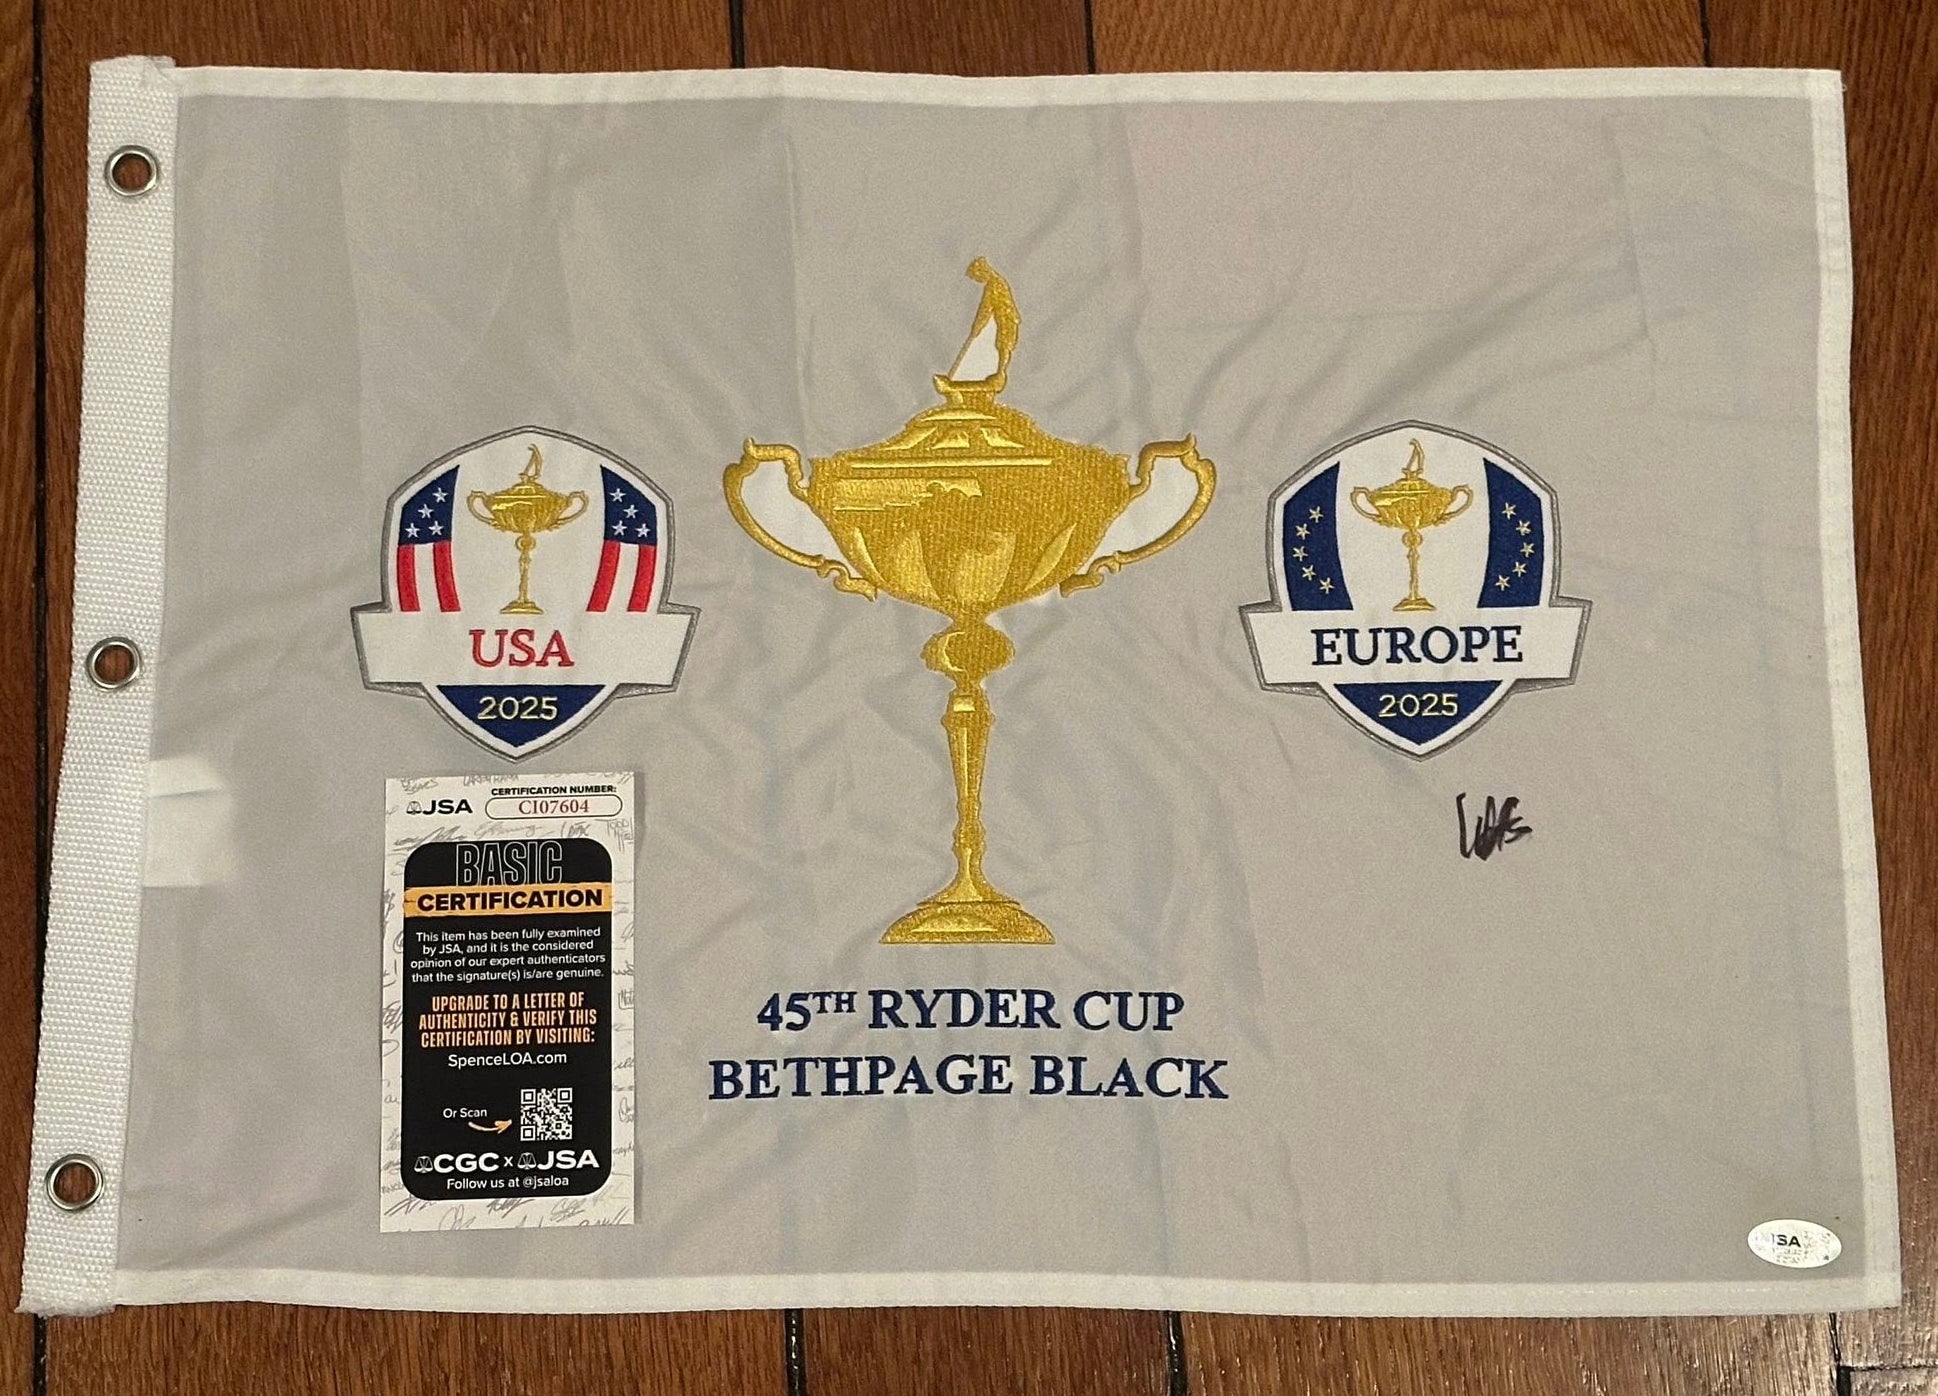 USA
2025
EUROPE
2025
45TH RYDER CUP
BETHPAGE BLACK
JSA
CERTIFICATION NUMBER:
CI07604
BASIC
CERTIFICATION
This item has been fully examined
by JSA, and it is the considered
opinion of our expert authenticators
that the signature(s) is/are genuine.
UPGRADE TO A LETTER OF
AUTHENTICITY & VERIFY THIS
CERTIFICATION BY VISITING:
SpenceLOA.com
Or Scan
CGC x JSA
Follow us at @jsaloa
JSA